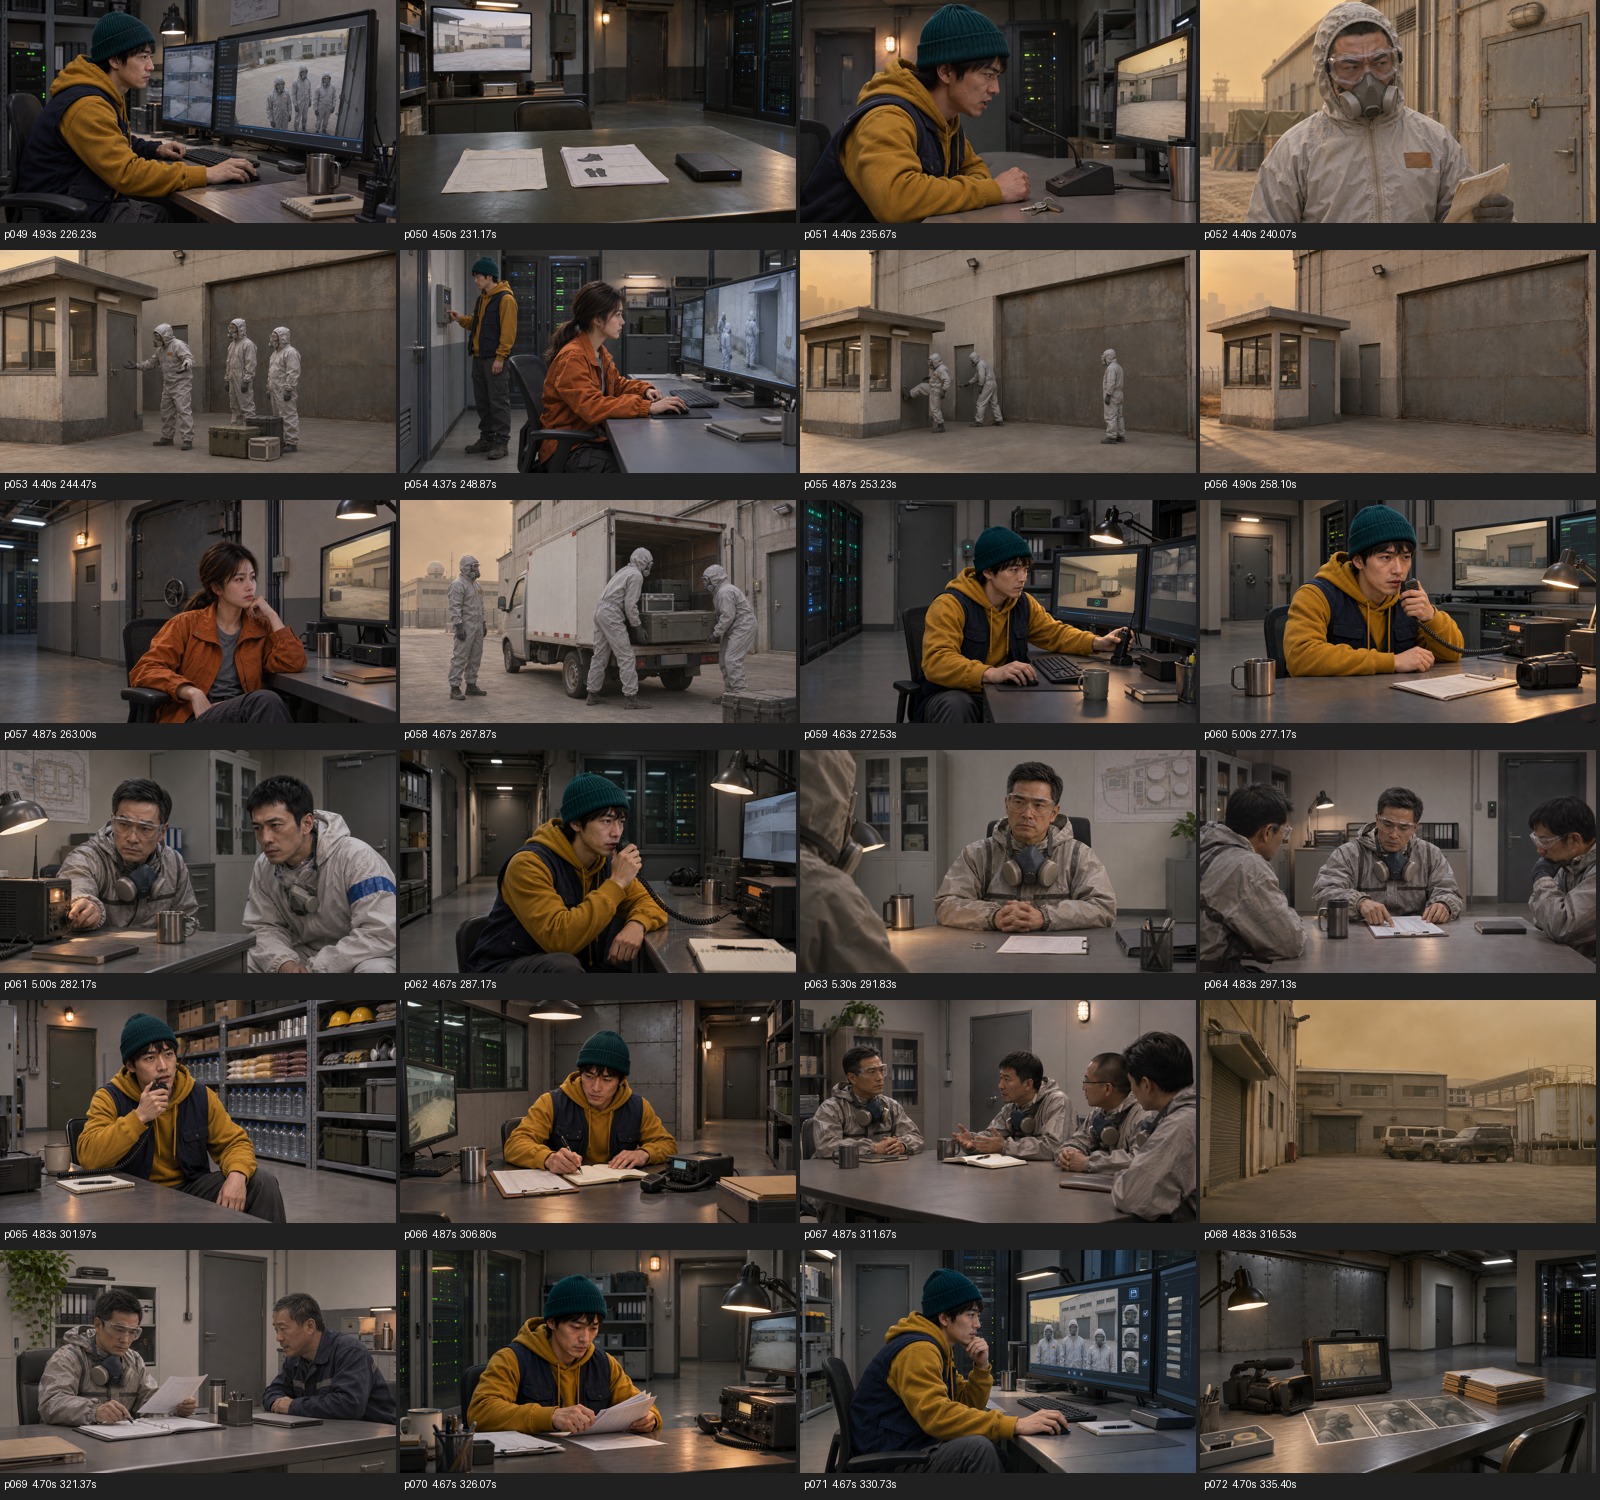 p049 4.93s 226.23s
p050 4.50s 231.17s
p051 4.40s 235.67s
p052 4.40s 240.07s
p053 4.40s 244.47s
p054 4.37s 248.87s
p055 4.87s 253.23s
p056 4.90s 258.10s
p057 4.87s 263.00s
p058 4.67s 267.87s
p059 4.63s 272.53s
p060 5.00s 277.17s
p061 5.00s 282.17s
p062 4.67s 287.17s
p063 5.30s 291.83s
p064 4.83s 297.13s
p065 4.83s 301.97s
p066 4.87s 306.80s
p067 4.87s 311.67s
p068 4.83s 316.53s
p069 4.70s 321.37s
p070 4.67s 326.07s
p071 4.67s 330.73s
p072 4.70s 335.40s